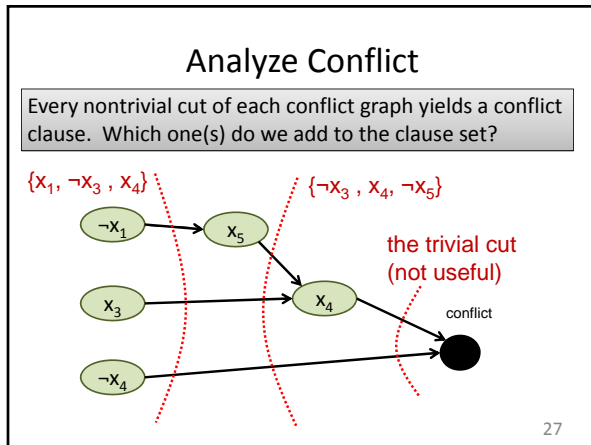 Analyze Conflict
Every nontrivial cut of each conflict graph yields a conflict
clause.  Which one(s) do we add to the clause set?
{x₁, ¬x₃ , x₄}
{¬x₃ , x₄, ¬x₅}
¬x₁
x₅
the trivial cut
(not useful)
x₃
x₄
conflict
¬x₄
27